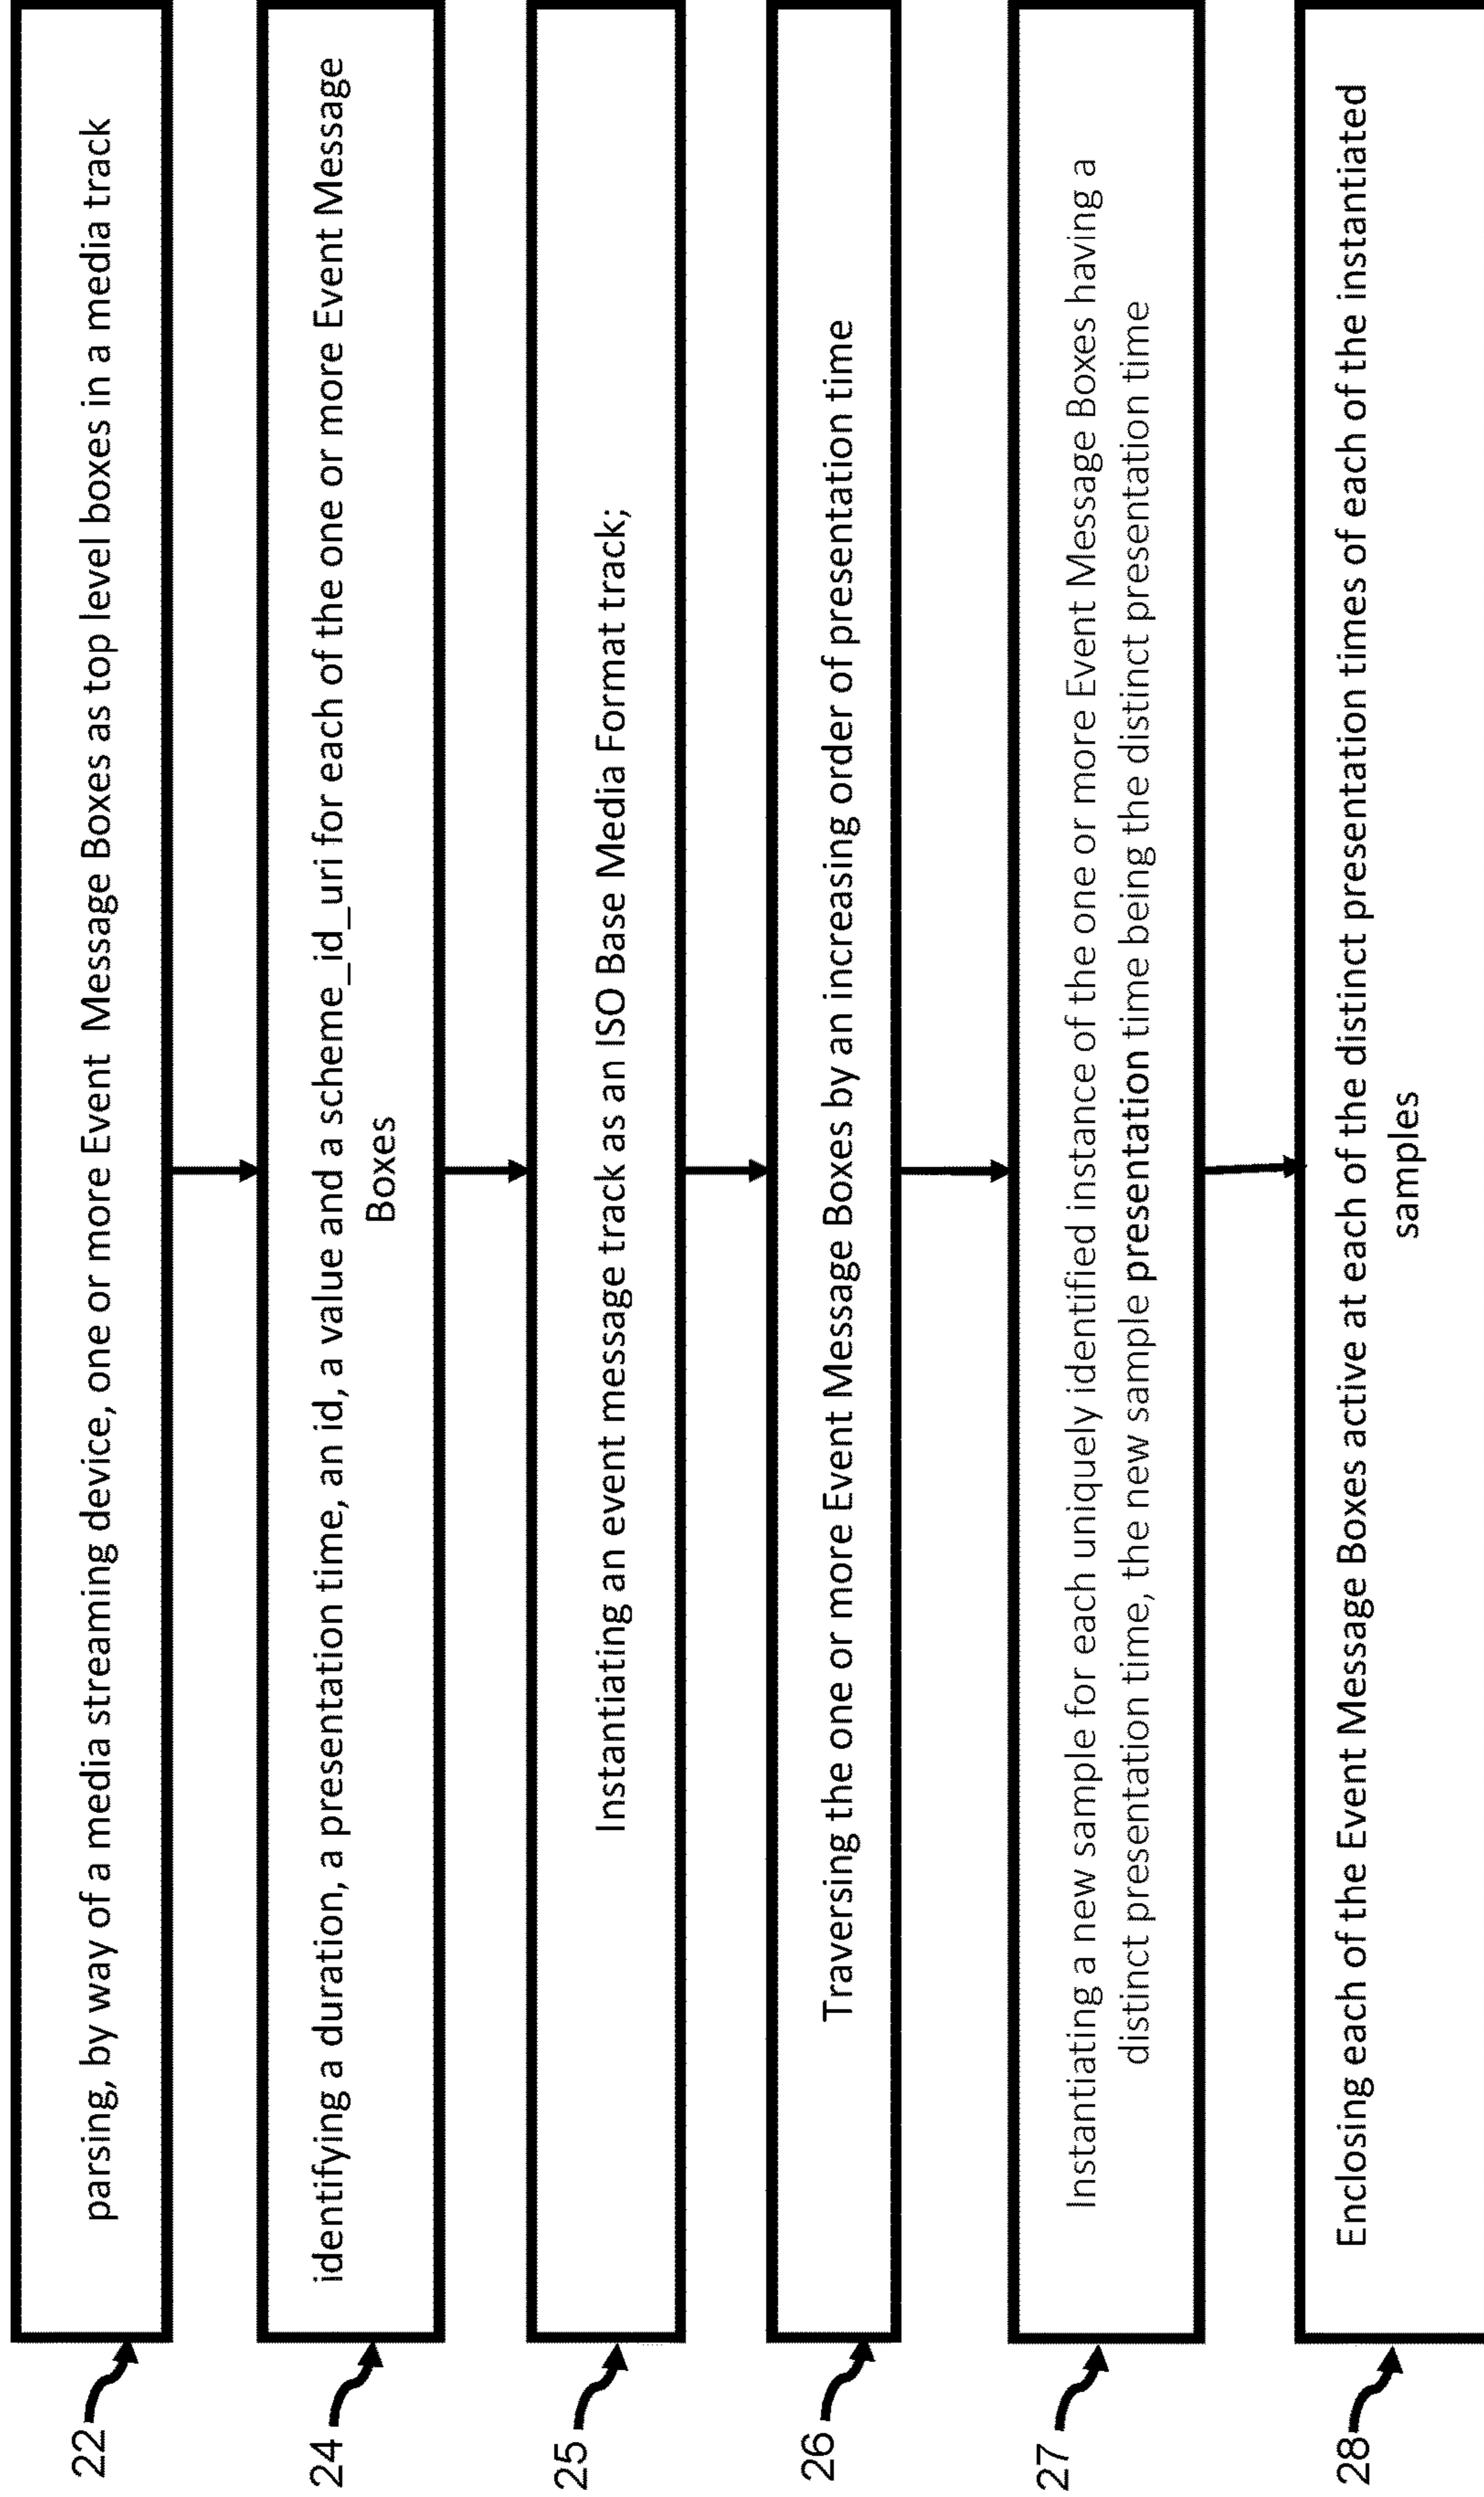 22
parsing, by way of a media streaming device, one or more Event Message Boxes as top level boxes in a media track
24
identifying a duration, a presentation time, an id, a value and a scheme_id_uri for each of the one or more Event Message
Boxes
25
Instantiating an event message track as an ISO Base Media Format track;
26
Traversing the one or more Event Message Boxes by an increasing order of presentation time
27
Instantiating a new sample for each uniquely identified instance of the one or more Event Message Boxes having a
distinct presentation time, the new sample presentation time being the distinct presentation time
28
Enclosing each of the Event Message Boxes active at each of the distinct presentation times of each of the instantiated
samples